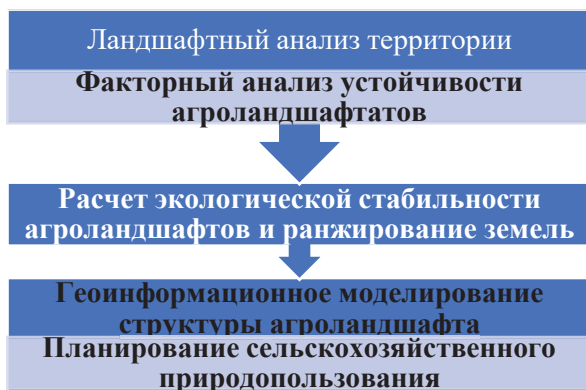 Ландшафтный анализ территории
Факторный анализ устойчивости
агроландшафтатов
Расчет экологической стабильности
агроландшафтов и ранжирование земель
Геоинформационное моделирование
структуры агроландшафта
Планирование сельскохозяйственного
природопользования